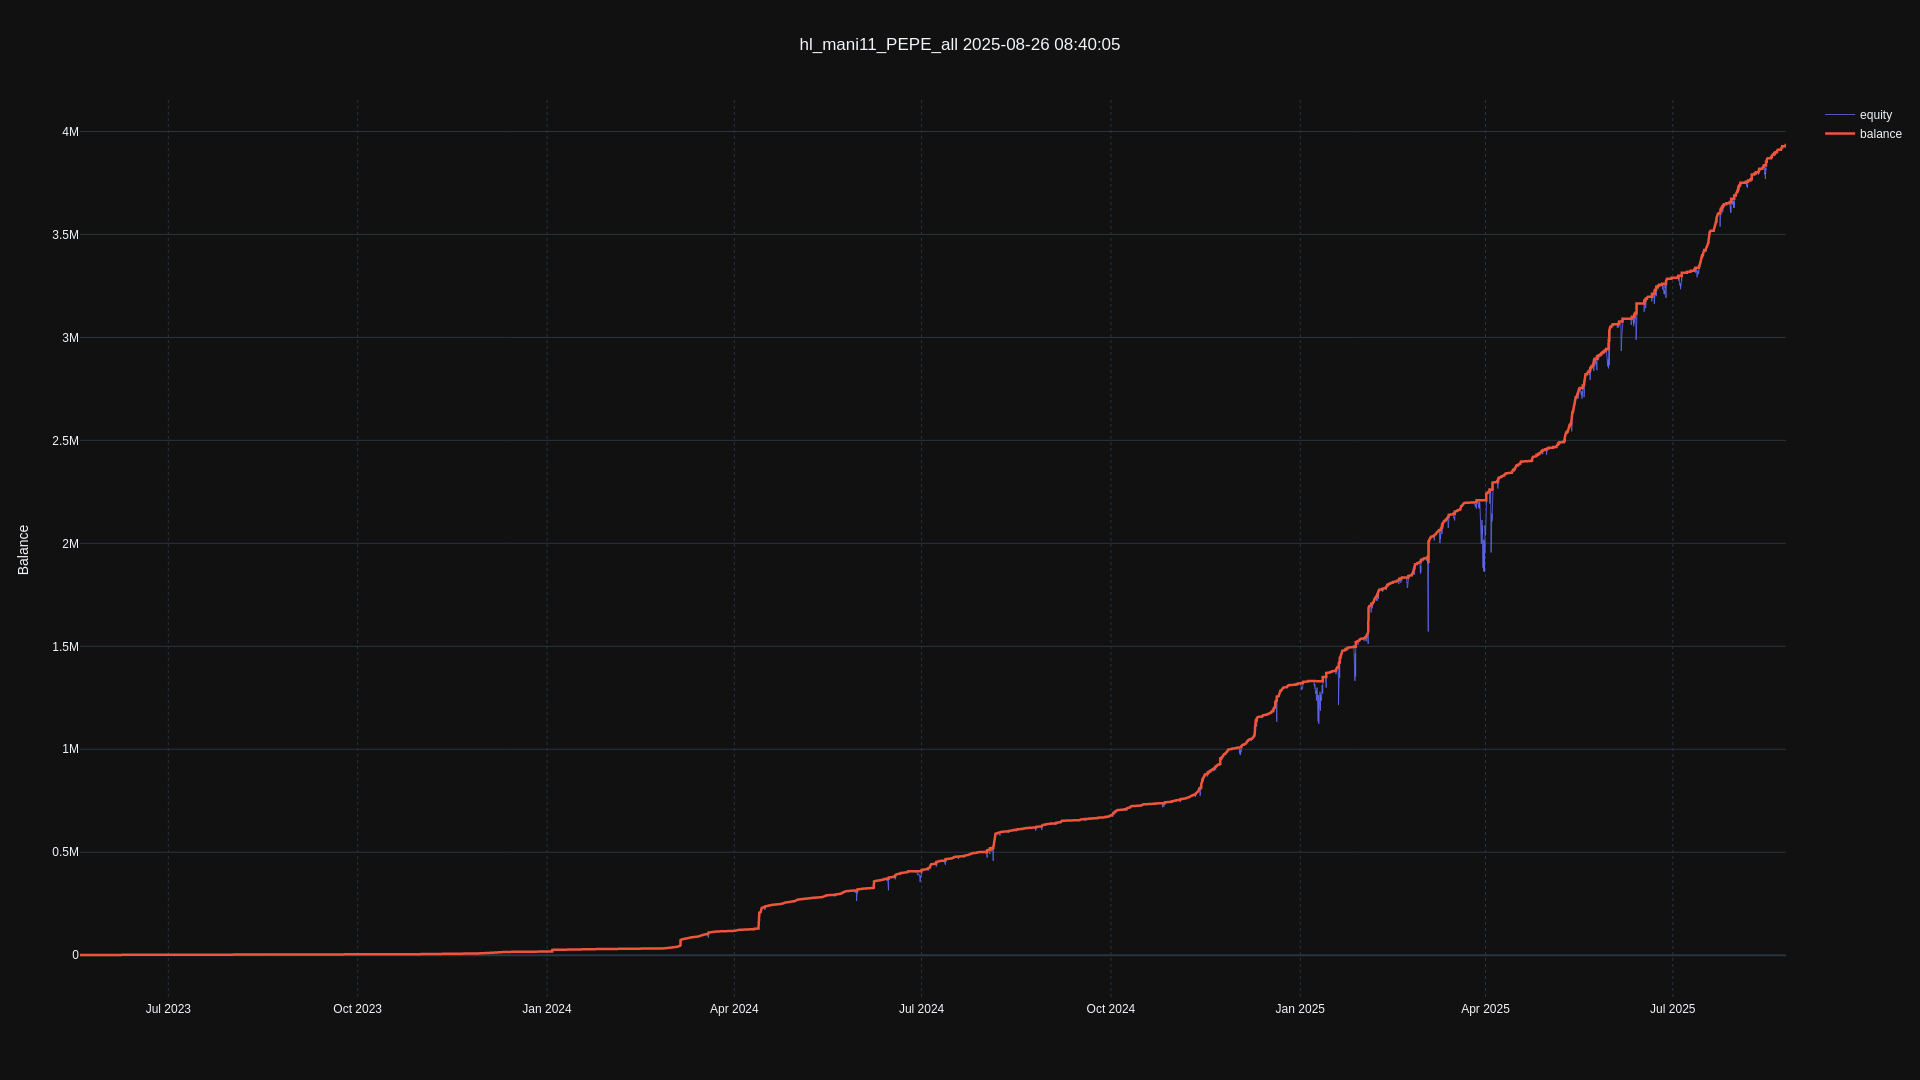 hl_mani11_PEPE_all 2025-08-26 08:40:05
equity
balance
Balance
4M
3.5M
3M
2.5M
2M
1.5M
1M
0.5M
0
Jul 2023
Oct 2023
Jan 2024
Apr 2024
Jul 2024
Oct 2024
Jan 2025
Apr 2025
Jul 2025